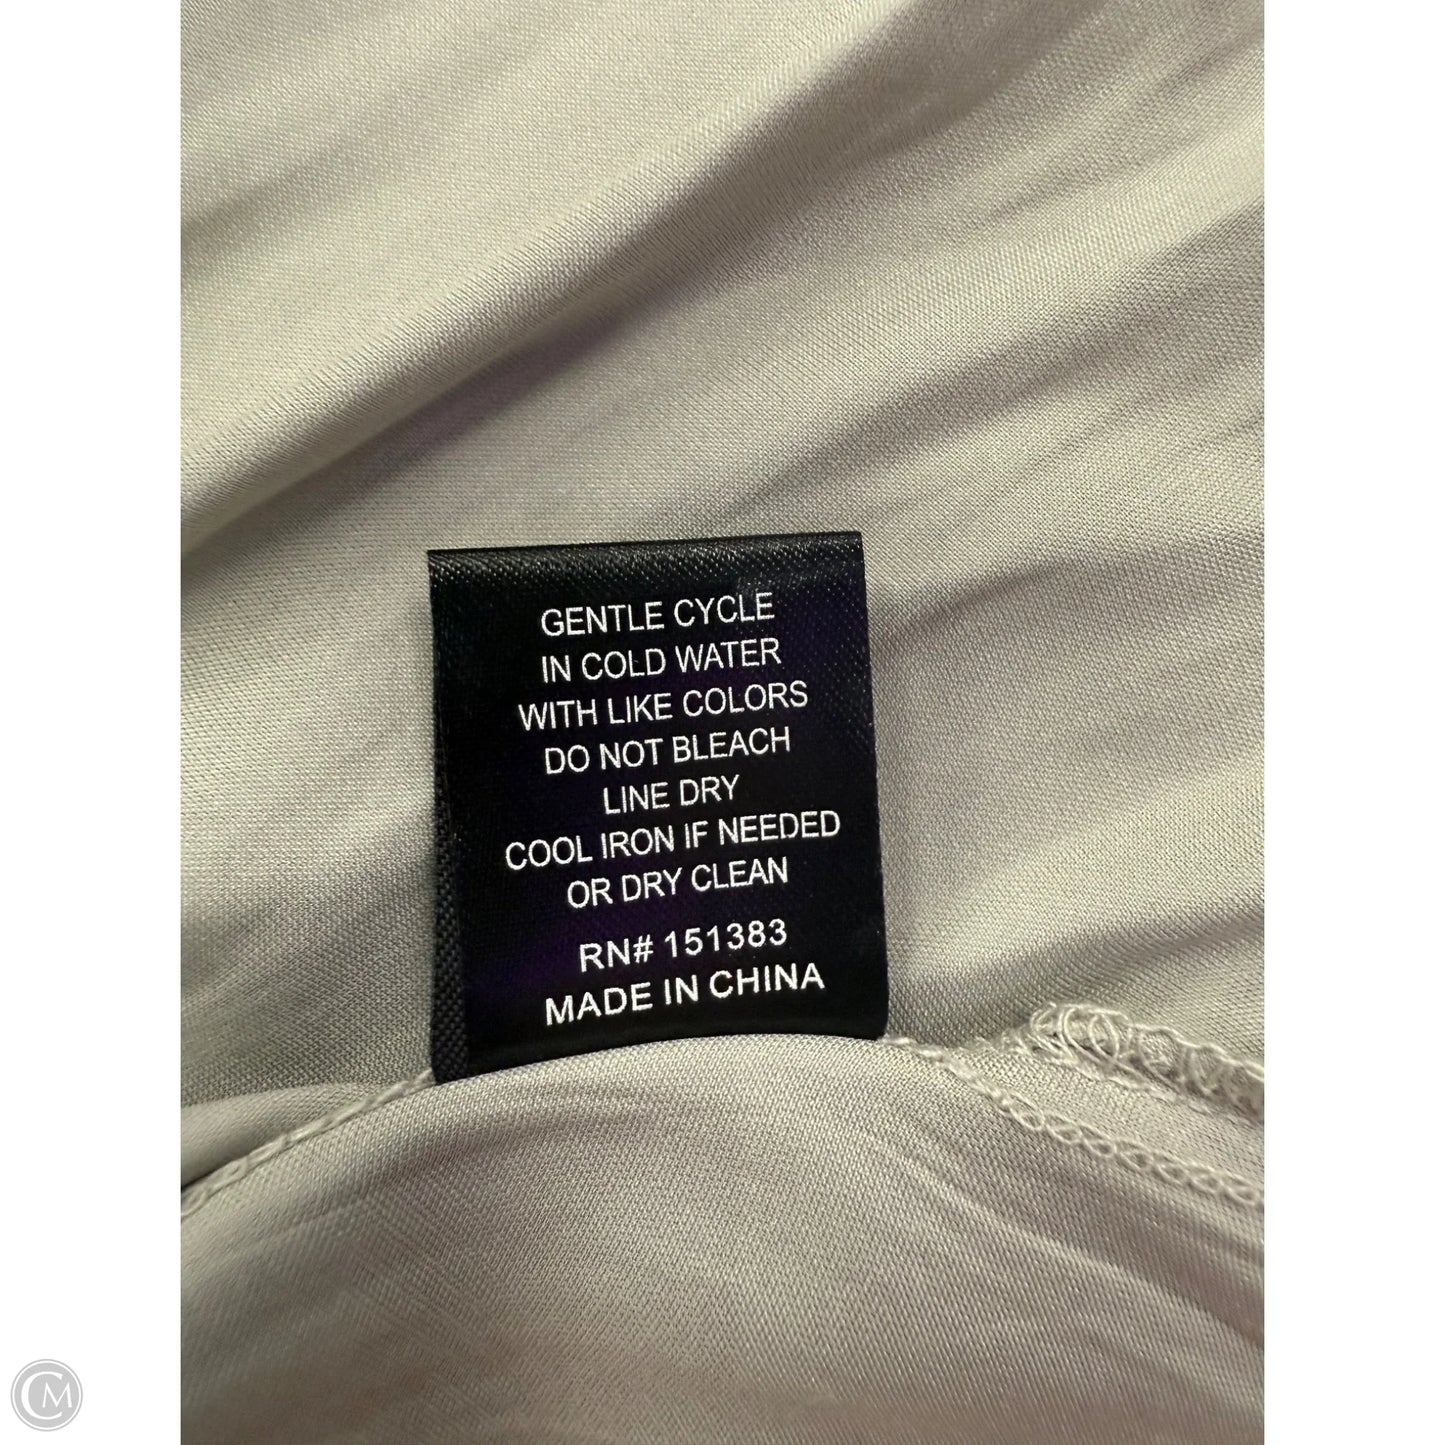 GENTLE CYCLE
IN COLD WATER
WITH LIKE COLORS
DO NOT BLEACH
LINE DRY
COOL IRON IF NEEDED
OR DRY CLEAN
RN# 151383
MADE IN CHINA
CM